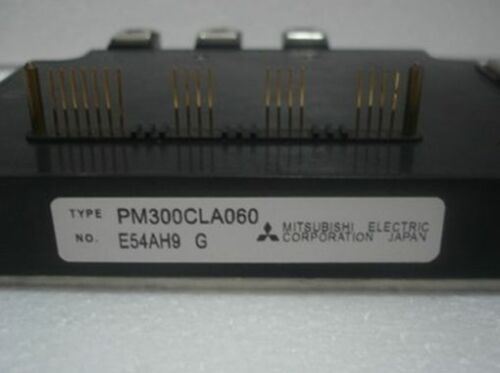 TYPE PM300CLA060
NO. E54AH9 G
MITSUBISHI ELECTRIC
CORPORATION JAPAN